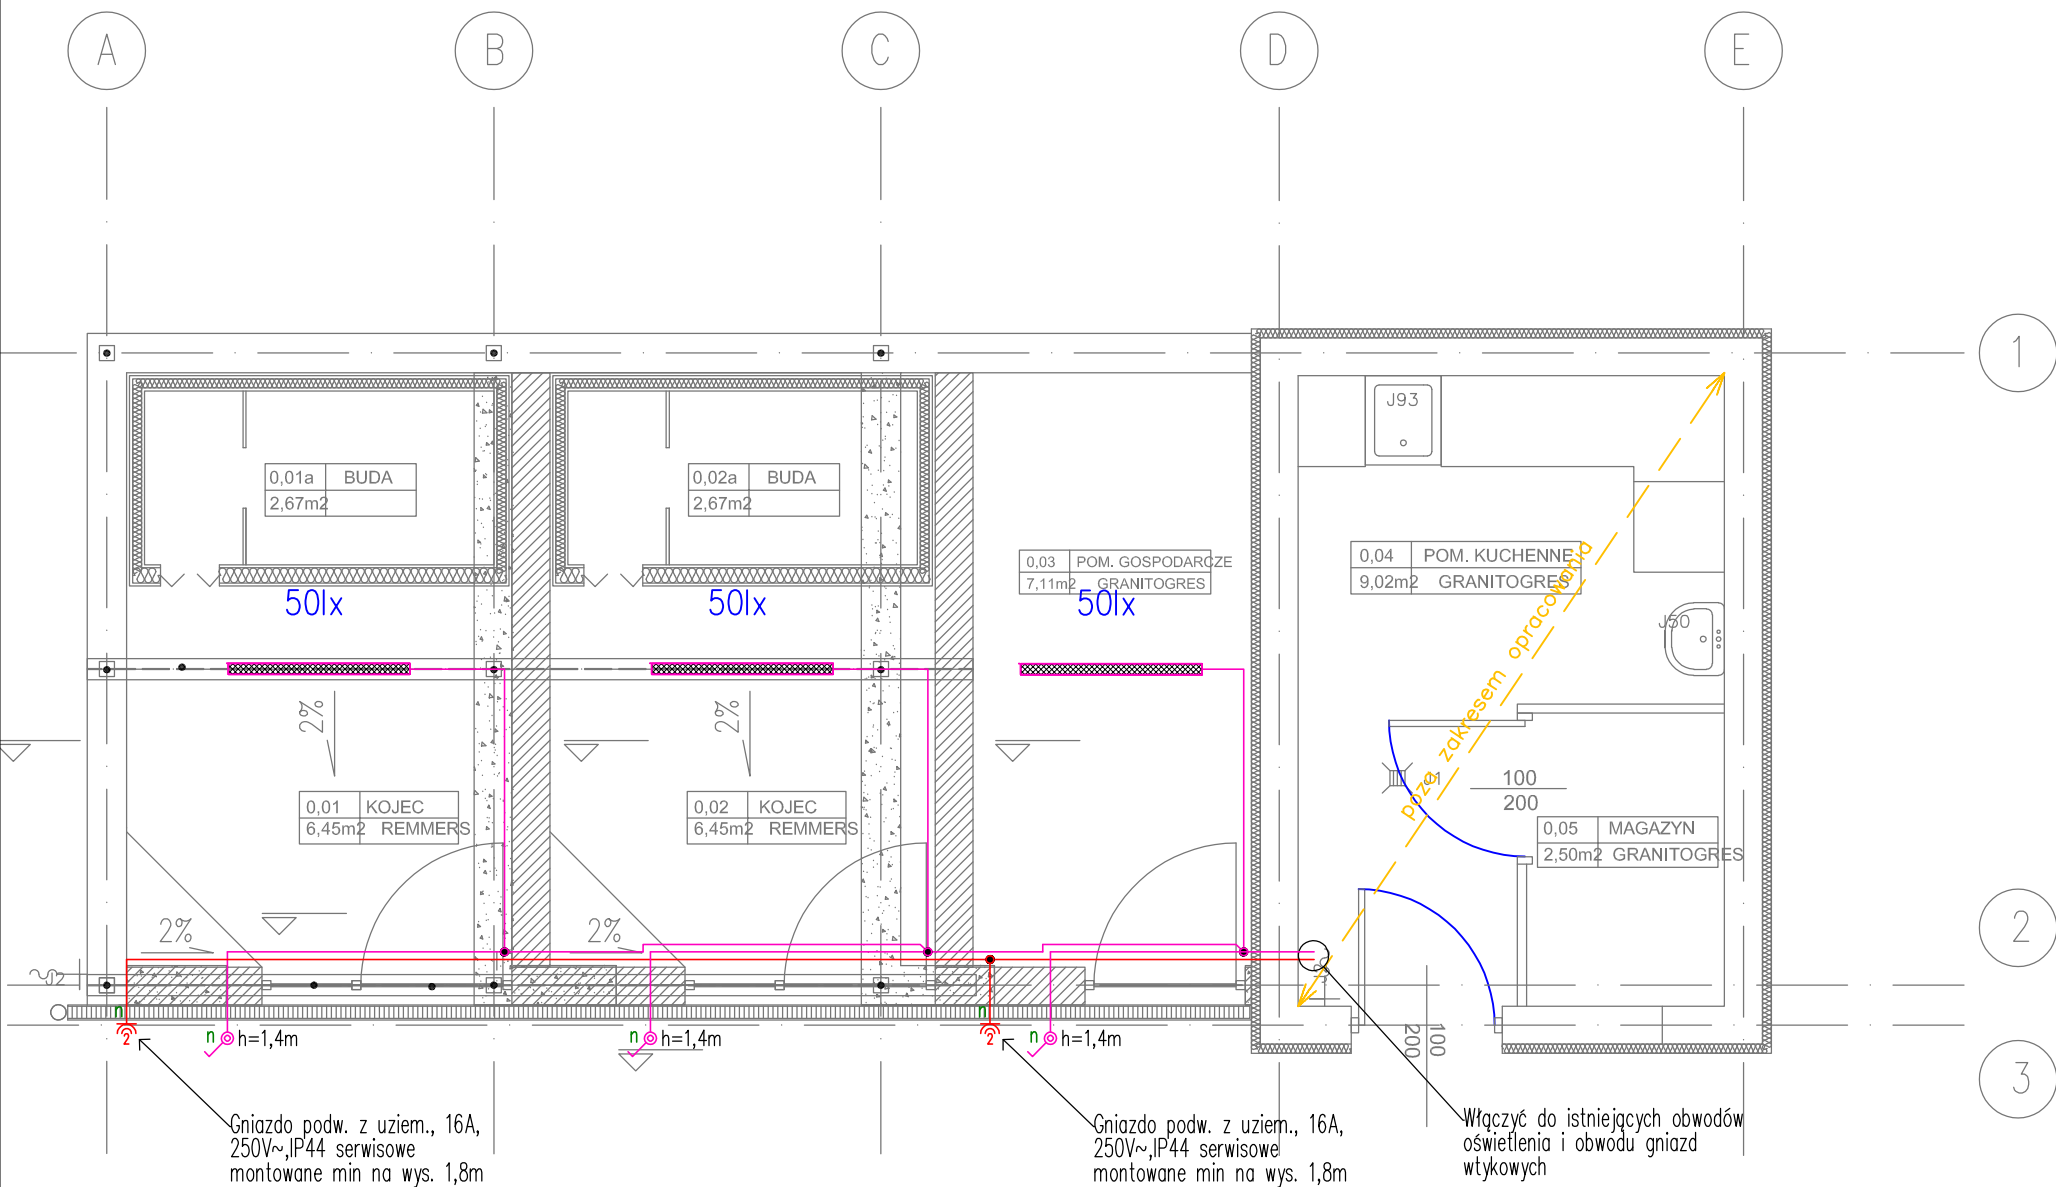 A
B
C
D
E
1
2
3
J93
0,01a BUDA
2,67m2
0,02a BUDA
2,67m2
0,03 POM. GOSPODARCZE
7,11m2 GRANITOGRES
0,04 POM. KUCHENNE
9,02m2 GRANITOGRES
50lx
50lx
50lx
J50
poza zakresem opracowania
2%
2%
100
200
0,01 KOJEC
6,45m2 REMMERS
0,02 KOJEC
6,45m2 REMMERS
0,05 MAGAZYN
2,50m2 GRANITOGRES
2%
2%
n
n
2
n
h=1,4m
n
h=1,4m
2
n
h=1,4m
100
200
Gniazdo podw. z uziem., 16A,
250V~,IP44 serwisowe
montowane min na wys. 1,8m
Gniazdo podw. z uziem., 16A,
250V~,IP44 serwisowe
montowane min na wys. 1,8m
Włączyć do istniejących obwodów
oświetlenia i obwodu gniazd
wtykowych